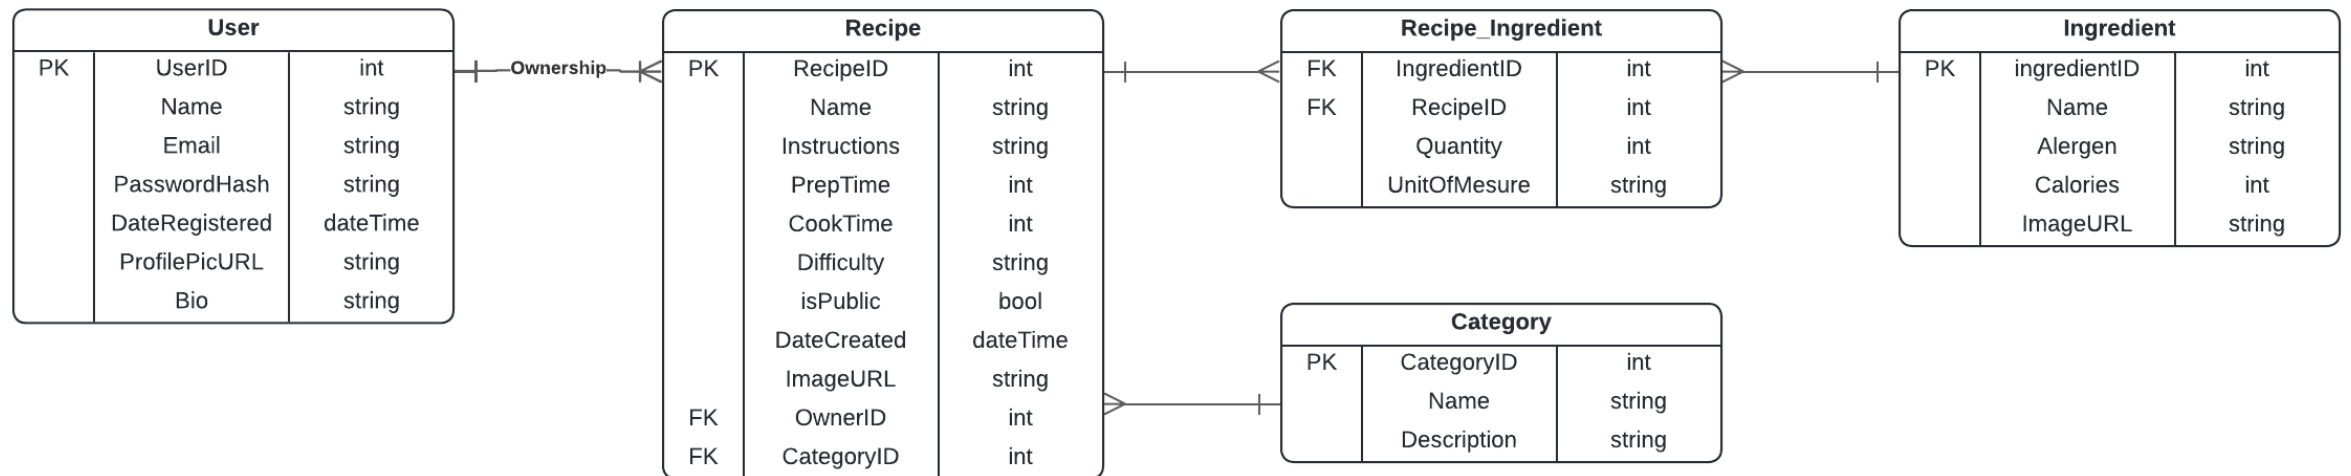 User
PK UserID int
Name string
Email string
PasswordHash string
DateRegistered dateTime
ProfilePicURL string
Bio string
Ownership
Recipe
PK RecipeID int
Name string
Instructions string
PrepTime int
CookTime int
Difficulty string
isPublic bool
DateCreated dateTime
ImageURL string
FK OwnerID int
FK CategoryID int
Recipe_Ingredient
FK IngredientID int
FK RecipeID int
Quantity int
UnitOfMesure string
Category
PK CategoryID int
Name string
Description string
Ingredient
PK ingredientID int
Name string
Alergen string
Calories int
ImageURL string